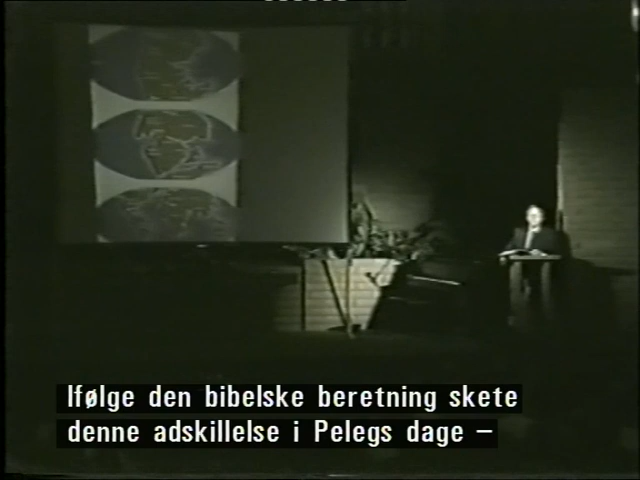 Ifølge den bibelske beretning skete
denne adskillelse i Pelegs dage –